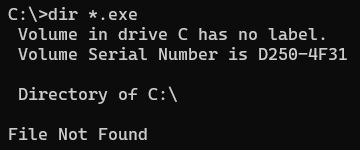 C:\>dir *.exe
Volume in drive C has no label.
Volume Serial Number is D250-4F31
Directory of C:\
File Not Found